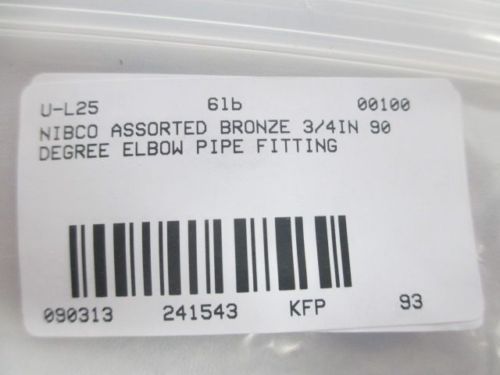 U-L25 6lb 00100
NIBCO ASSORTED BRONZE 3/4IN 90
DEGREE ELBOW PIPE FITTING
090313 241543 KFP 93